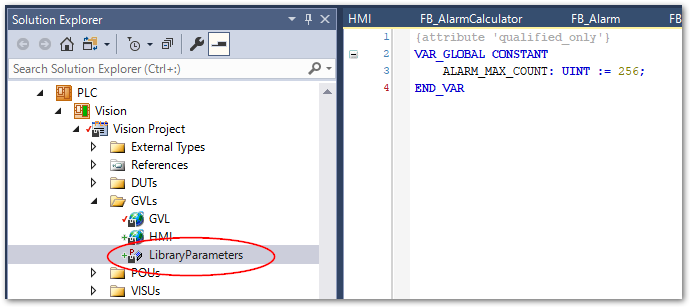 Solution Explorer
Search Solution Explorer (Ctrl+:)
PLC
Vision
Vision Project
External Types
References
DUTs
GVLs
GVL
HMI
LibraryParameters
POUs
VISUs
HMI FB_AlarmCalculator FB_Alarm FB
1 {attribute 'qualified_only'}
2 VAR_GLOBAL CONSTANT
3 ALARM_MAX_COUNT: UINT := 256;
4 END_VAR